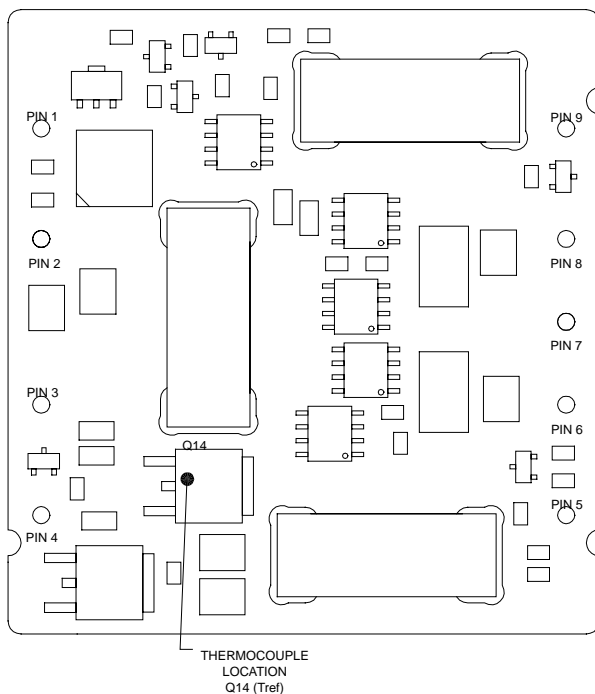 PIN 1
PIN 9
PIN 2
PIN 8
PIN 7
PIN 3
PIN 6
Q14
PIN 5
PIN 4
THERMOCOUPLE
LOCATION
Q14 (Tref)